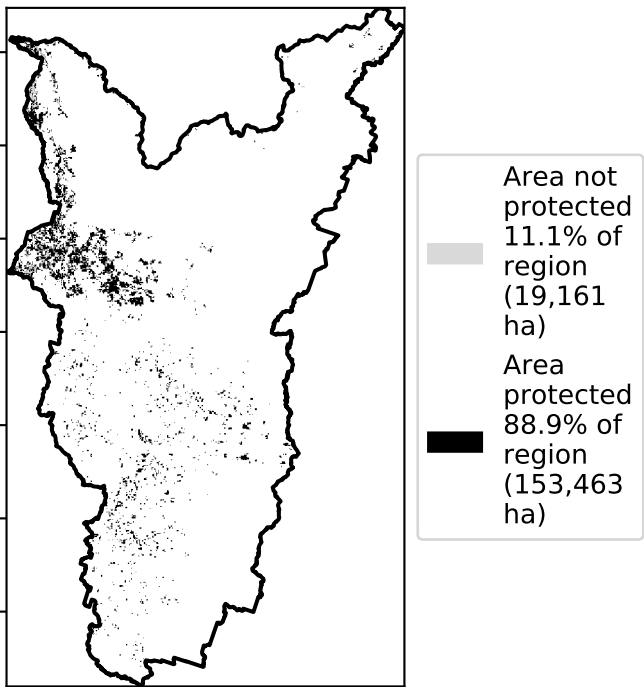 Area not
protected
11.1% of
region
(19,161
ha)
Area
protected
88.9% of
region
(153,463
ha)